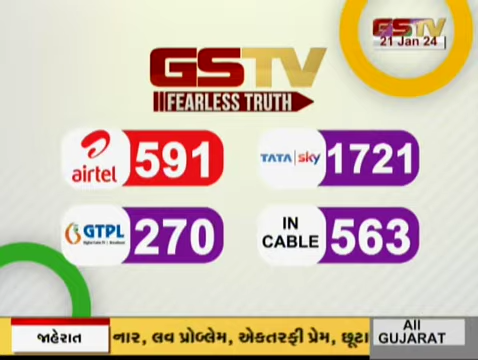 GSTV
21 Jan 24
GSTV
FEARLESS TRUTH
airtel 591
TATA sky 1721
GTPL 270
IN CABLE 563
જાહેરાત
નાર, લવ પ્રોબ્લેમ, એકતરફી પ્રેમ, છૂટા
All
GUJARAT